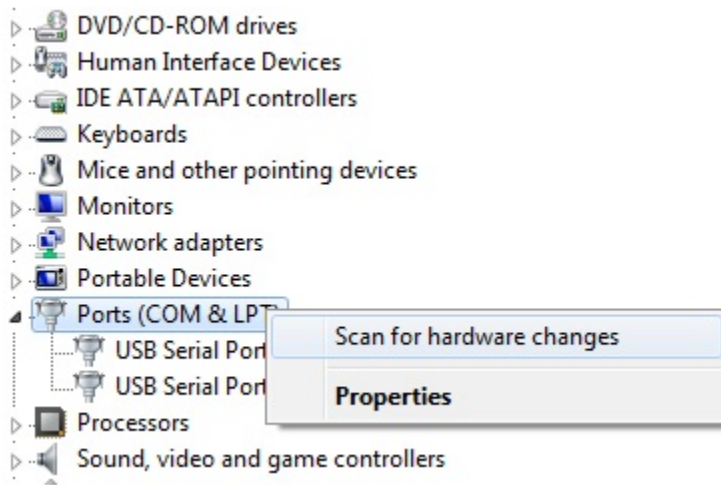 DVD/CD-ROM drives
Human Interface Devices
IDE ATA/ATAPI controllers
Keyboards
Mice and other pointing devices
Monitors
Network adapters
Portable Devices
Ports (COM & LPT)
Scan for hardware changes
USB Serial Port
USB Serial Port
Properties
Processors
Sound, video and game controllers